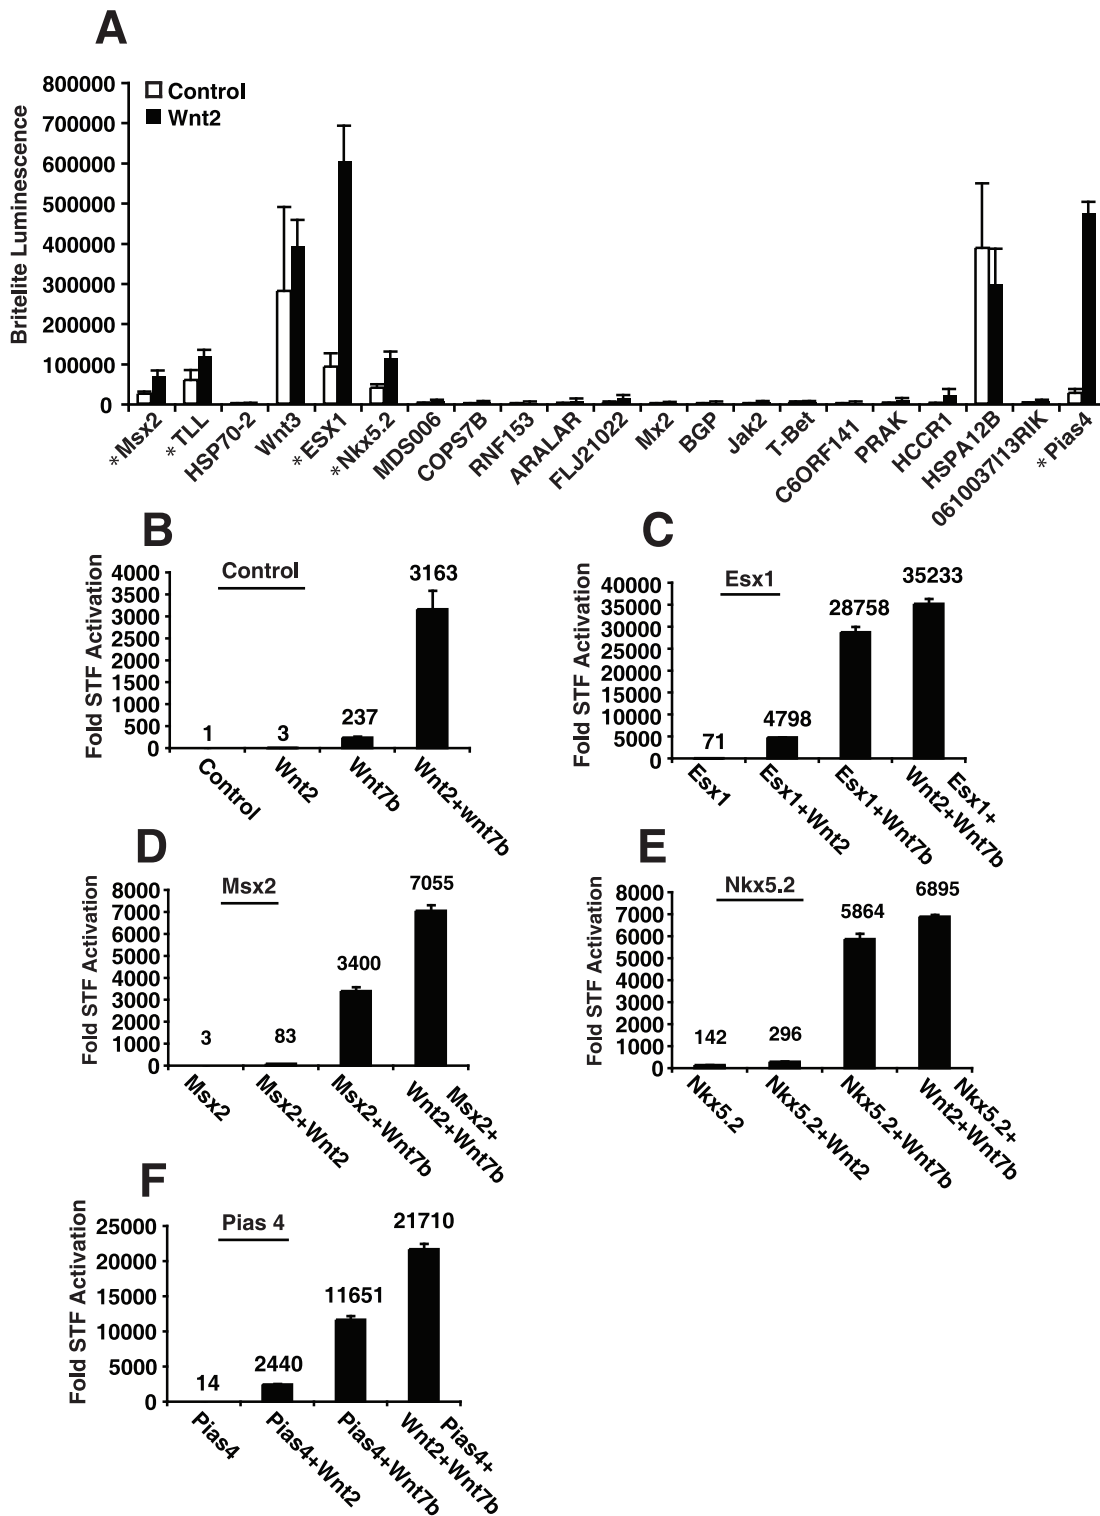 A
Britelite Luminescence
800000
700000
600000
500000
400000
300000
200000
100000
0
Control
Wnt2
*Msx2
*TLL
HSP70-2
Wnt3
*ESX1
*Nkx5.2
MDS006
COPS7B
RNF153
ARALAR
FLJ21022
Mx2
BGP
Jak2
T-Bet
C6ORF141
PRAK
HCCR1
HSPA12B
0610037I13RIK
*Pias4
B
Fold STF Activation
4000
3500
3000
2500
2000
1500
1000
500
0
Control
1
3
237
3163
Control
Wnt2
Wnt7b
Wnt2+wnt7b
C
Fold STF Activation
40000
35000
30000
25000
20000
15000
10000
5000
0
Esx1
71
4798
28758
35233
Esx1
Esx1+Wnt2
Esx1+Wnt7b
Esx1+
Wnt2+Wnt7b
D
Fold STF Activation
8000
7000
6000
5000
4000
3000
2000
1000
0
Msx2
3
83
3400
7055
Msx2
Msx2+Wnt2
Msx2+Wnt7b
Msx2+
Wnt2+Wnt7b
E
Fold STF Activation
8000
7000
6000
5000
4000
3000
2000
1000
0
Nkx5.2
142
296
5864
6895
Nkx5.2
Nkx5.2+Wnt2
Nkx5.2+Wnt7b
Nkx5.2+
Wnt2+Wnt7b
F
Fold STF Activation
25000
20000
15000
10000
5000
0
Pias 4
14
2440
11651
21710
Pias4
Pias4+Wnt2
Pias4+Wnt7b
Pias4+
Wnt2+Wnt7b